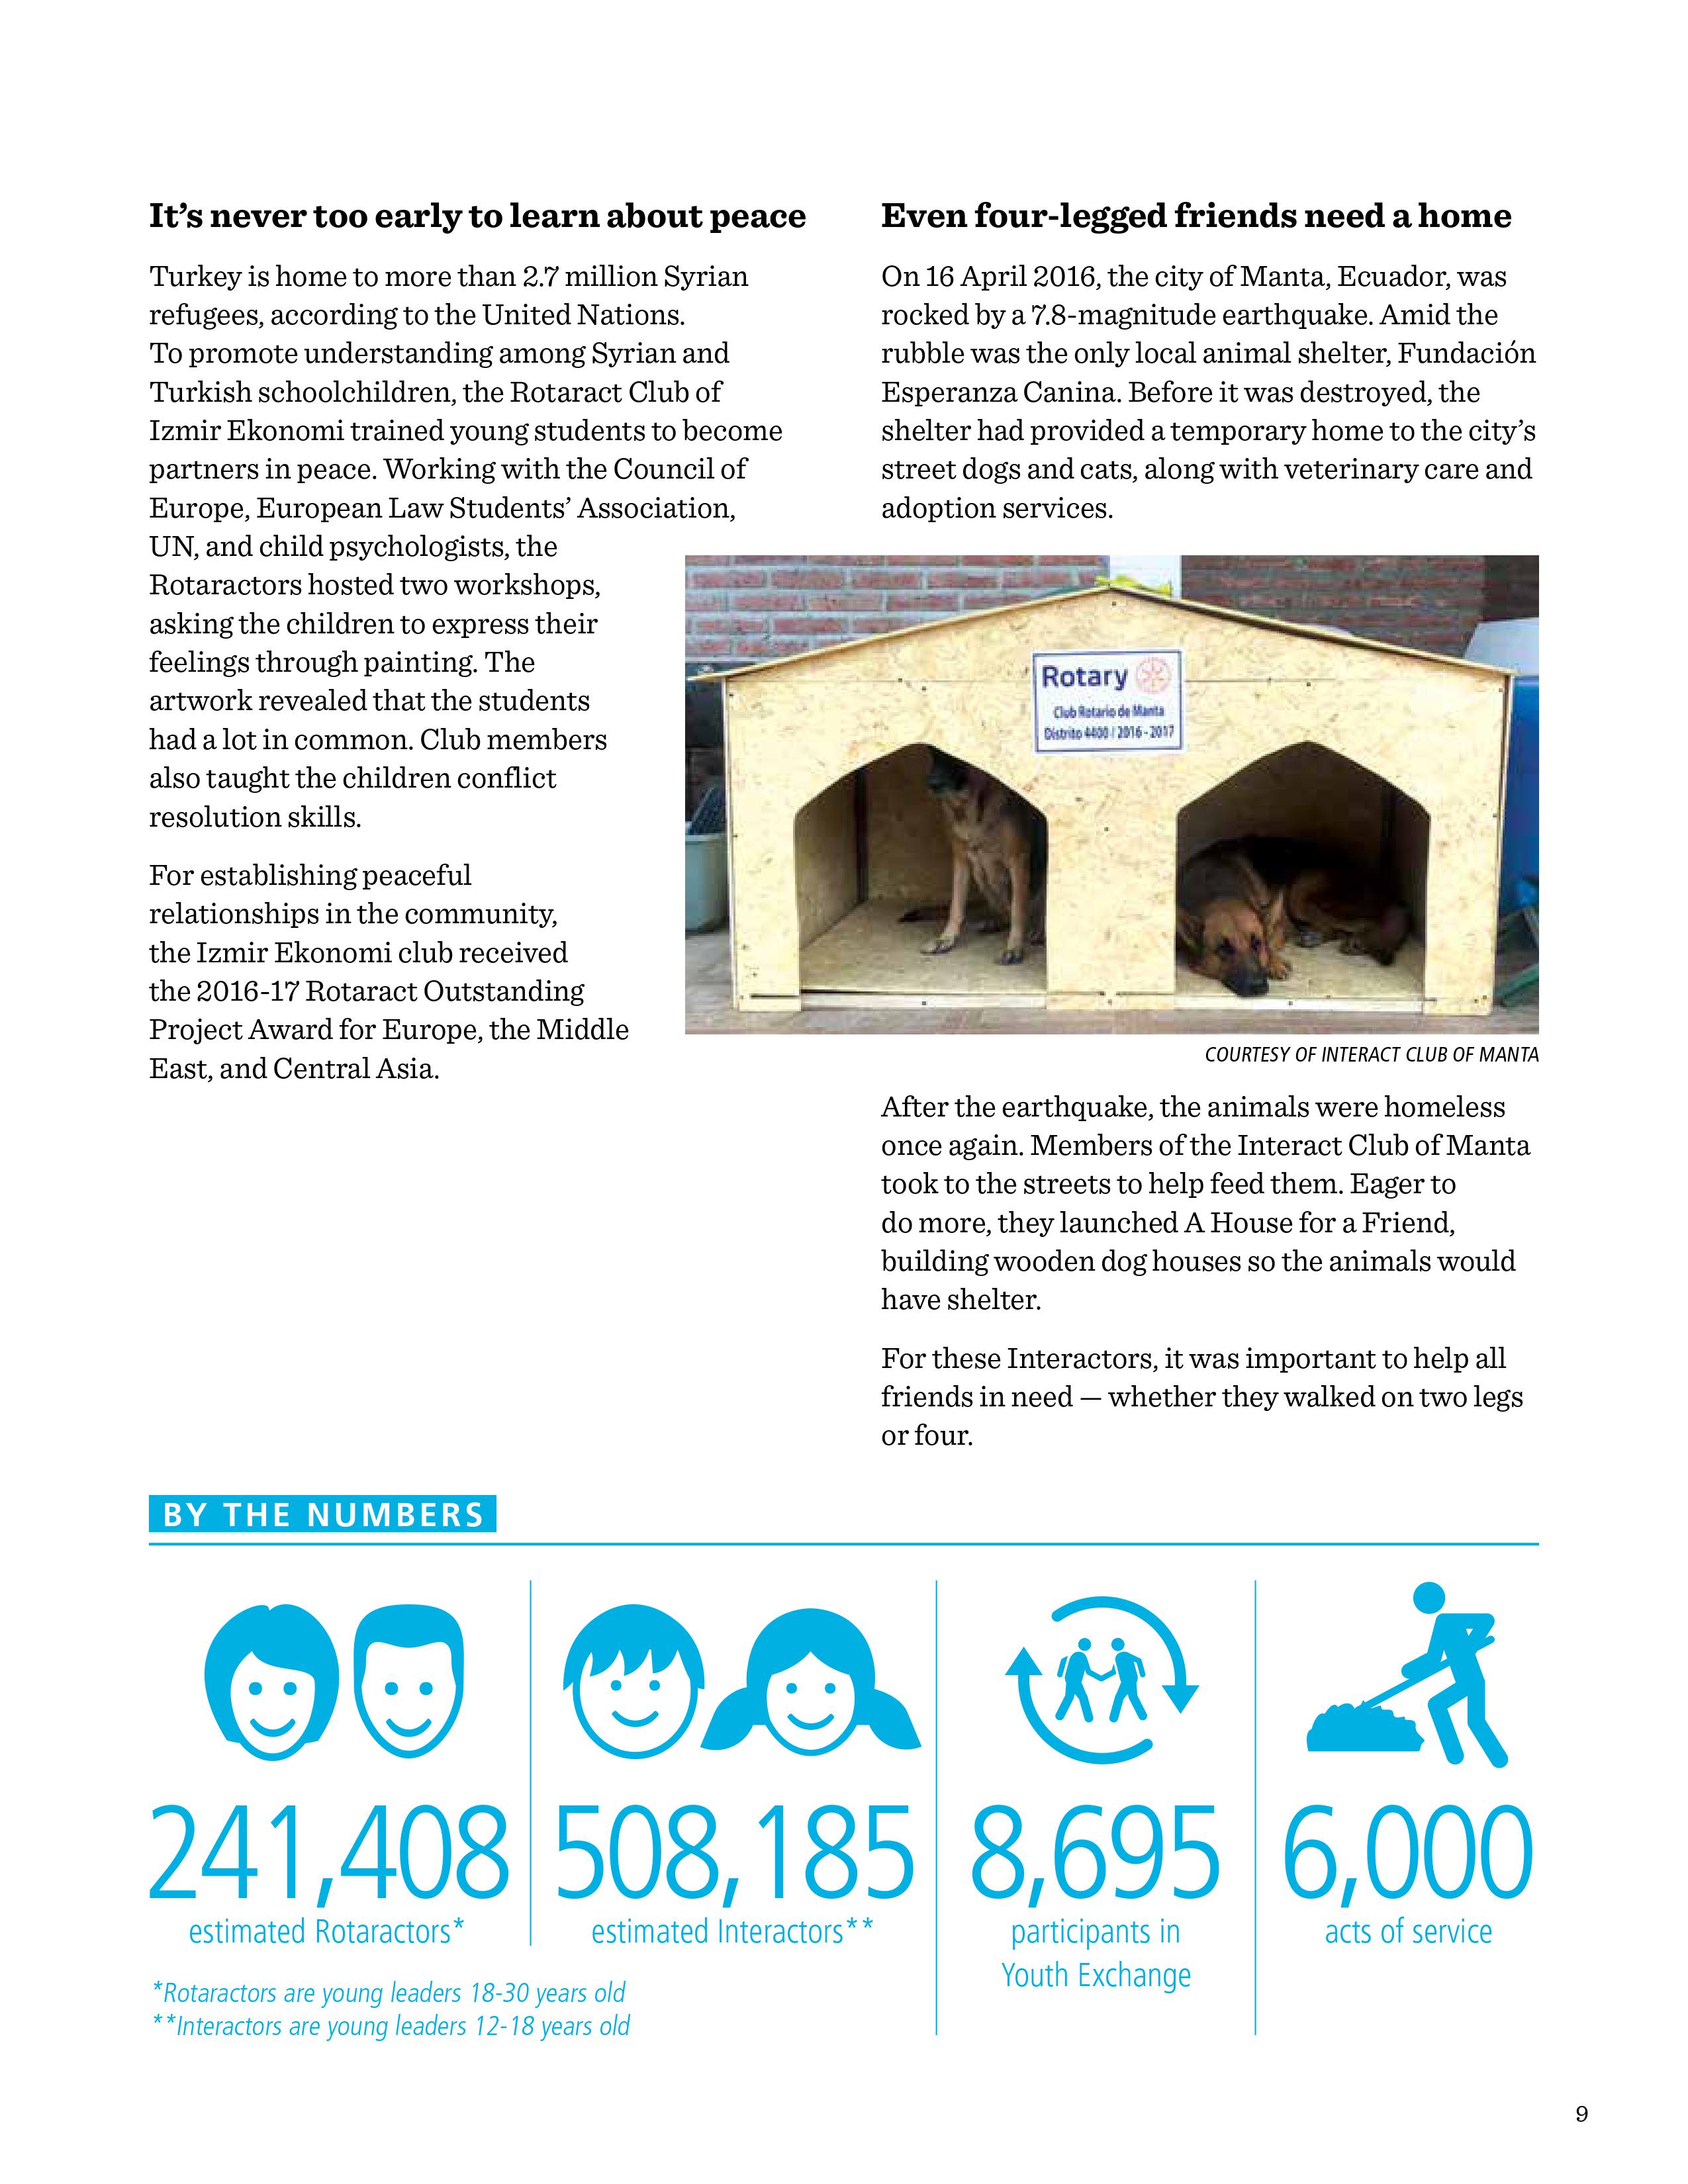 It’s never too early to learn about peace
Turkey is home to more than 2.7 million Syrian
refugees, according to the United Nations.
To promote understanding among Syrian and
Turkish schoolchildren, the Rotaract Club of
Izmir Ekonomi trained young students to become
partners in peace. Working with the Council of
Europe, European Law Students’ Association,
UN, and child psychologists, the
Rotaractors hosted two workshops,
asking the children to express their
feelings through painting. The
artwork revealed that the students
had a lot in common. Club members
also taught the children conflict
resolution skills.
For establishing peaceful
relationships in the community,
the Izmir Ekonomi club received
the 2016-17 Rotaract Outstanding
Project Award for Europe, the Middle
East, and Central Asia.
Even four-legged friends need a home
On 16 April 2016, the city of Manta, Ecuador, was
rocked by a 7.8-magnitude earthquake. Amid the
rubble was the only local animal shelter, Fundación
Esperanza Canina. Before it was destroyed, the
shelter had provided a temporary home to the city’s
street dogs and cats, along with veterinary care and
adoption services.
Rotary
Club Rotario de Manta
Distrito 4400 / 2016 - 2017
COURTESY OF INTERACT CLUB OF MANTA
After the earthquake, the animals were homeless
once again. Members of the Interact Club of Manta
took to the streets to help feed them. Eager to
do more, they launched A House for a Friend,
building wooden dog houses so the animals would
have shelter.
For these Interactors, it was important to help all
friends in need — whether they walked on two legs
or four.
BY THE NUMBERS
241,408
estimated Rotaractors*
508,185
estimated Interactors**
8,695
participants in
Youth Exchange
6,000
acts of service
*Rotaractors are young leaders 18-30 years old
**Interactors are young leaders 12-18 years old
9